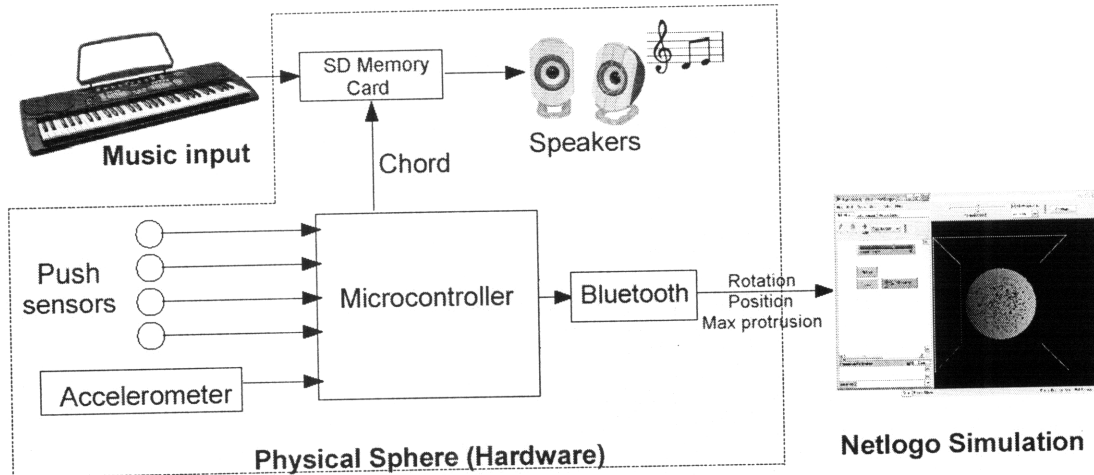 SD Memory
Card
Music input
Speakers
Chord
Push
sensors
Microcontroller
Bluetooth
Rotation
Position
Max protrusion
Accelerometer
Physical Sphere (Hardware)
Netlogo Simulation